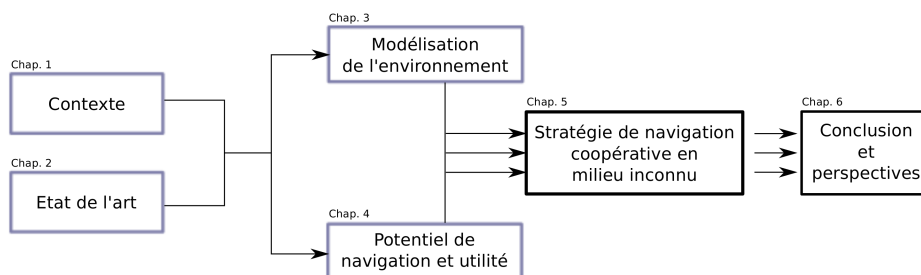 Chap. 1
Contexte
Chap. 2
Etat de l'art
Chap. 3
Modélisation
de l'environnement
Chap. 4
Potentiel de
navigation et utilité
Chap. 5
Stratégie de navigation
coopérative en
milieu inconnu
Chap. 6
Conclusion
et
perspectives